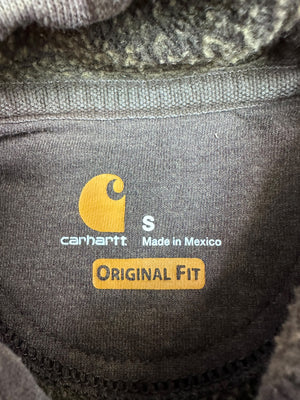 S
carhartt
Made in Mexico
ORIGINAL FIT